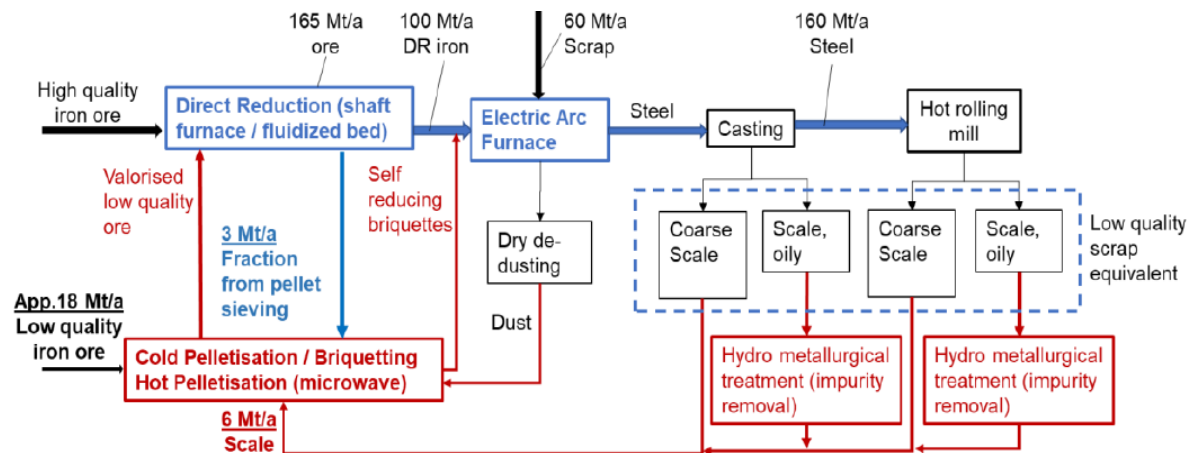 165 Mt/a
ore
100 Mt/a
DR iron
60 Mt/a
Scrap
160 Mt/a
Steel
High quality
iron ore
Direct Reduction (shaft
furnace / fluidized bed)
Electric Arc
Furnace
Steel
Casting
Hot rolling
mill
Valorised
low quality
ore
Self
reducing
briquettes
3 Mt/a
Fraction
from pellet
sieving
Dry de-
dusting
Coarse
Scale
Scale,
oily
Coarse
Scale
Scale,
oily
Low quality
scrap
equivalent
App.18 Mt/a
Low quality
iron ore
Dust
Cold Pelletisation / Briquetting
Hot Pelletisation (microwave)
Hydro metallurgical
treatment (impurity
removal)
Hydro metallurgical
treatment (impurity
removal)
6 Mt/a
Scale